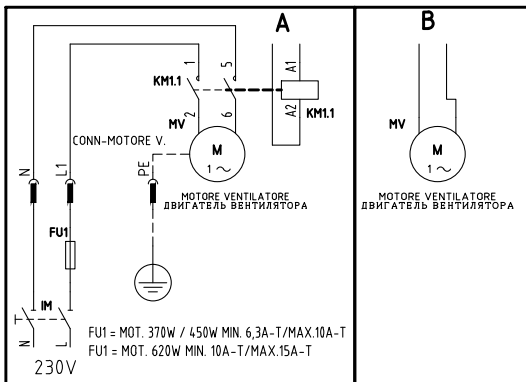 A
B
1
5
KM1.1
A1
A2
KM1.1
2
6
MV
M
1 ~
MV
M
1 ~
CONN-MOTORE V.
N
L1
PE
MOTORE VENTILATORE
ДВИГАТЕЛЬ ВЕНТИЛЯТОРА
MOTORE VENTILATORE
ДВИГАТЕЛЬ ВЕНТИЛЯТОРА
FU1
IM
N
L
FU1 = MOT. 370W / 450W MIN. 6,3A-T/MAX.10A-T
FU1 = MOT. 620W MIN. 10A-T/MAX.15A-T
230V